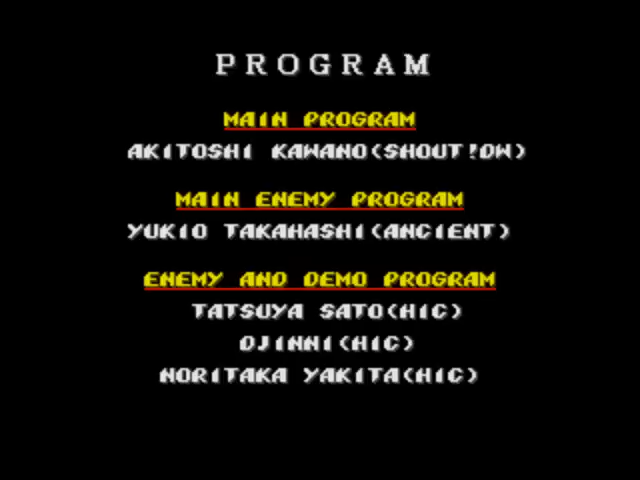 PROGRAM
MAIN PROGRAM
AKITOSHI KAWANO(SHOUT!DW)
MAIN ENEMY PROGRAM
YUKIO TAKAHASHI(ANCIENT)
ENEMY AND DEMO PROGRAM
TATSUYA SATO(HIC)
DJINNI(HIC)
NORITAKA YAKITA(HIC)